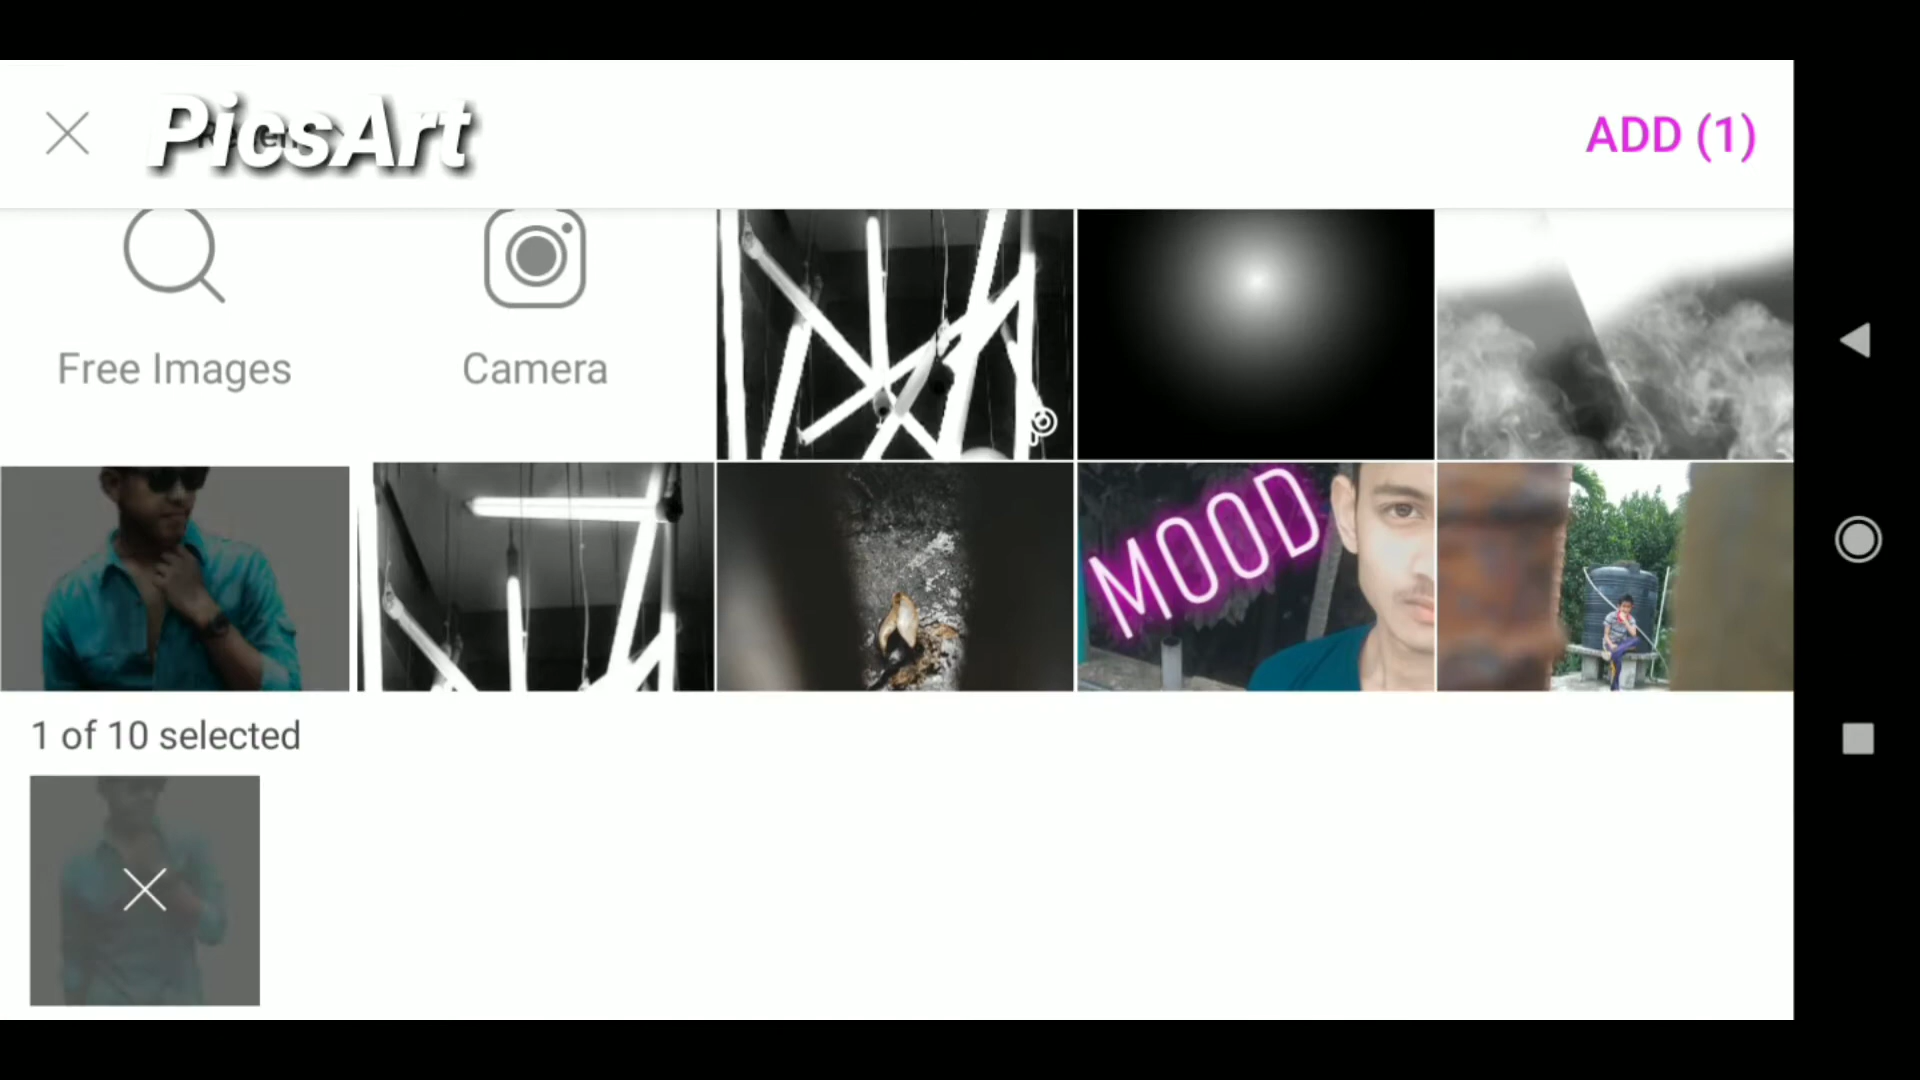 PicsArt
ADD (1)
Free Images
Camera
MOOD
1 of 10 selected